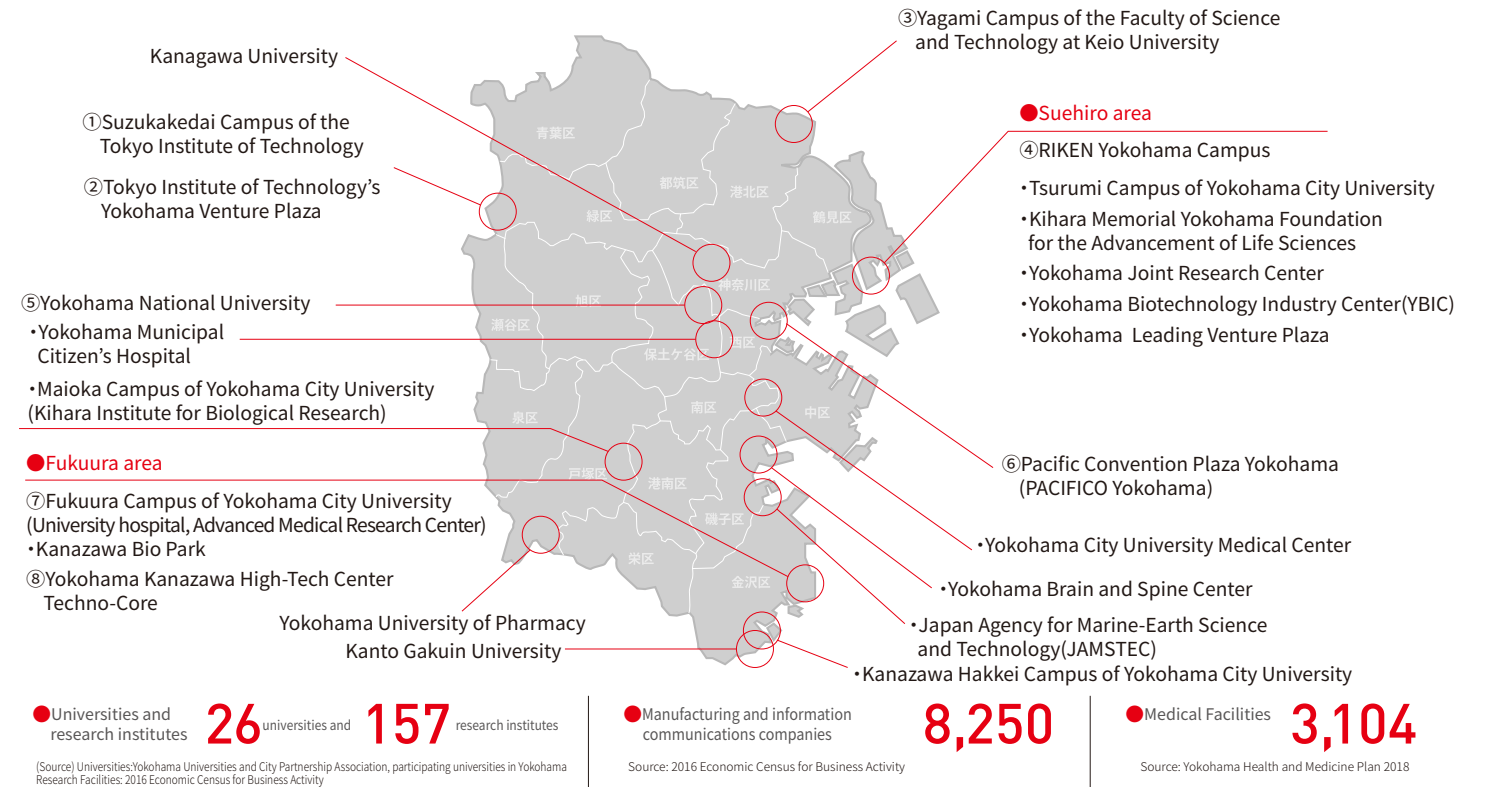 Kanagawa University
③Yagami Campus of the Faculty of Science
and Technology at Keio University
①Suzukakedai Campus of the
Tokyo Institute of Technology
②Tokyo Institute of Technology’s
Yokohama Venture Plaza
●Suehiro area
④RIKEN Yokohama Campus
・Tsurumi Campus of Yokohama City University
・Kihara Memorial Yokohama Foundation
for the Advancement of Life Sciences
・Yokohama Joint Research Center
・Yokohama Biotechnology Industry Center(YBIC)
・Yokohama Leading Venture Plaza
青葉区
都筑区
港北区
緑区
鶴見区
神奈川区
旭区
瀬谷区
西区
保土ケ谷区
南区
中区
泉区
戸塚区
港南区
磯子区
栄区
金沢区
⑤Yokohama National University
・Yokohama Municipal
Citizen’s Hospital
・Maioka Campus of Yokohama City University
(Kihara Institute for Biological Research)
●Fukuura area
⑦Fukuura Campus of Yokohama City University
(University hospital, Advanced Medical Research Center)
・Kanazawa Bio Park
⑧Yokohama Kanazawa High-Tech Center
Techno-Core
Yokohama University of Pharmacy
Kanto Gakuin University
⑥Pacific Convention Plaza Yokohama
(PACIFICO Yokohama)
・Yokohama City University Medical Center
・Yokohama Brain and Spine Center
・Japan Agency for Marine-Earth Science
and Technology(JAMSTEC)
・Kanazawa Hakkei Campus of Yokohama City University
●Universities and
research institutes
26 universities and 157 research institutes
(Source) Universities:Yokohama Universities and City Partnership Association, participating universities in Yokohama
Research Facilities: 2016 Economic Census for Business Activity
●Manufacturing and information
communications companies
8,250
Source: 2016 Economic Census for Business Activity
●Medical Facilities 3,104
Source: Yokohama Health and Medicine Plan 2018